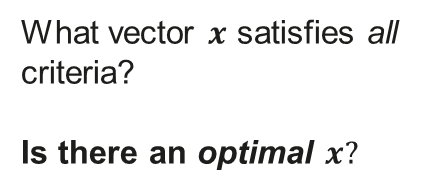 What vector x satisfies all
criteria?
Is there an optimal x?